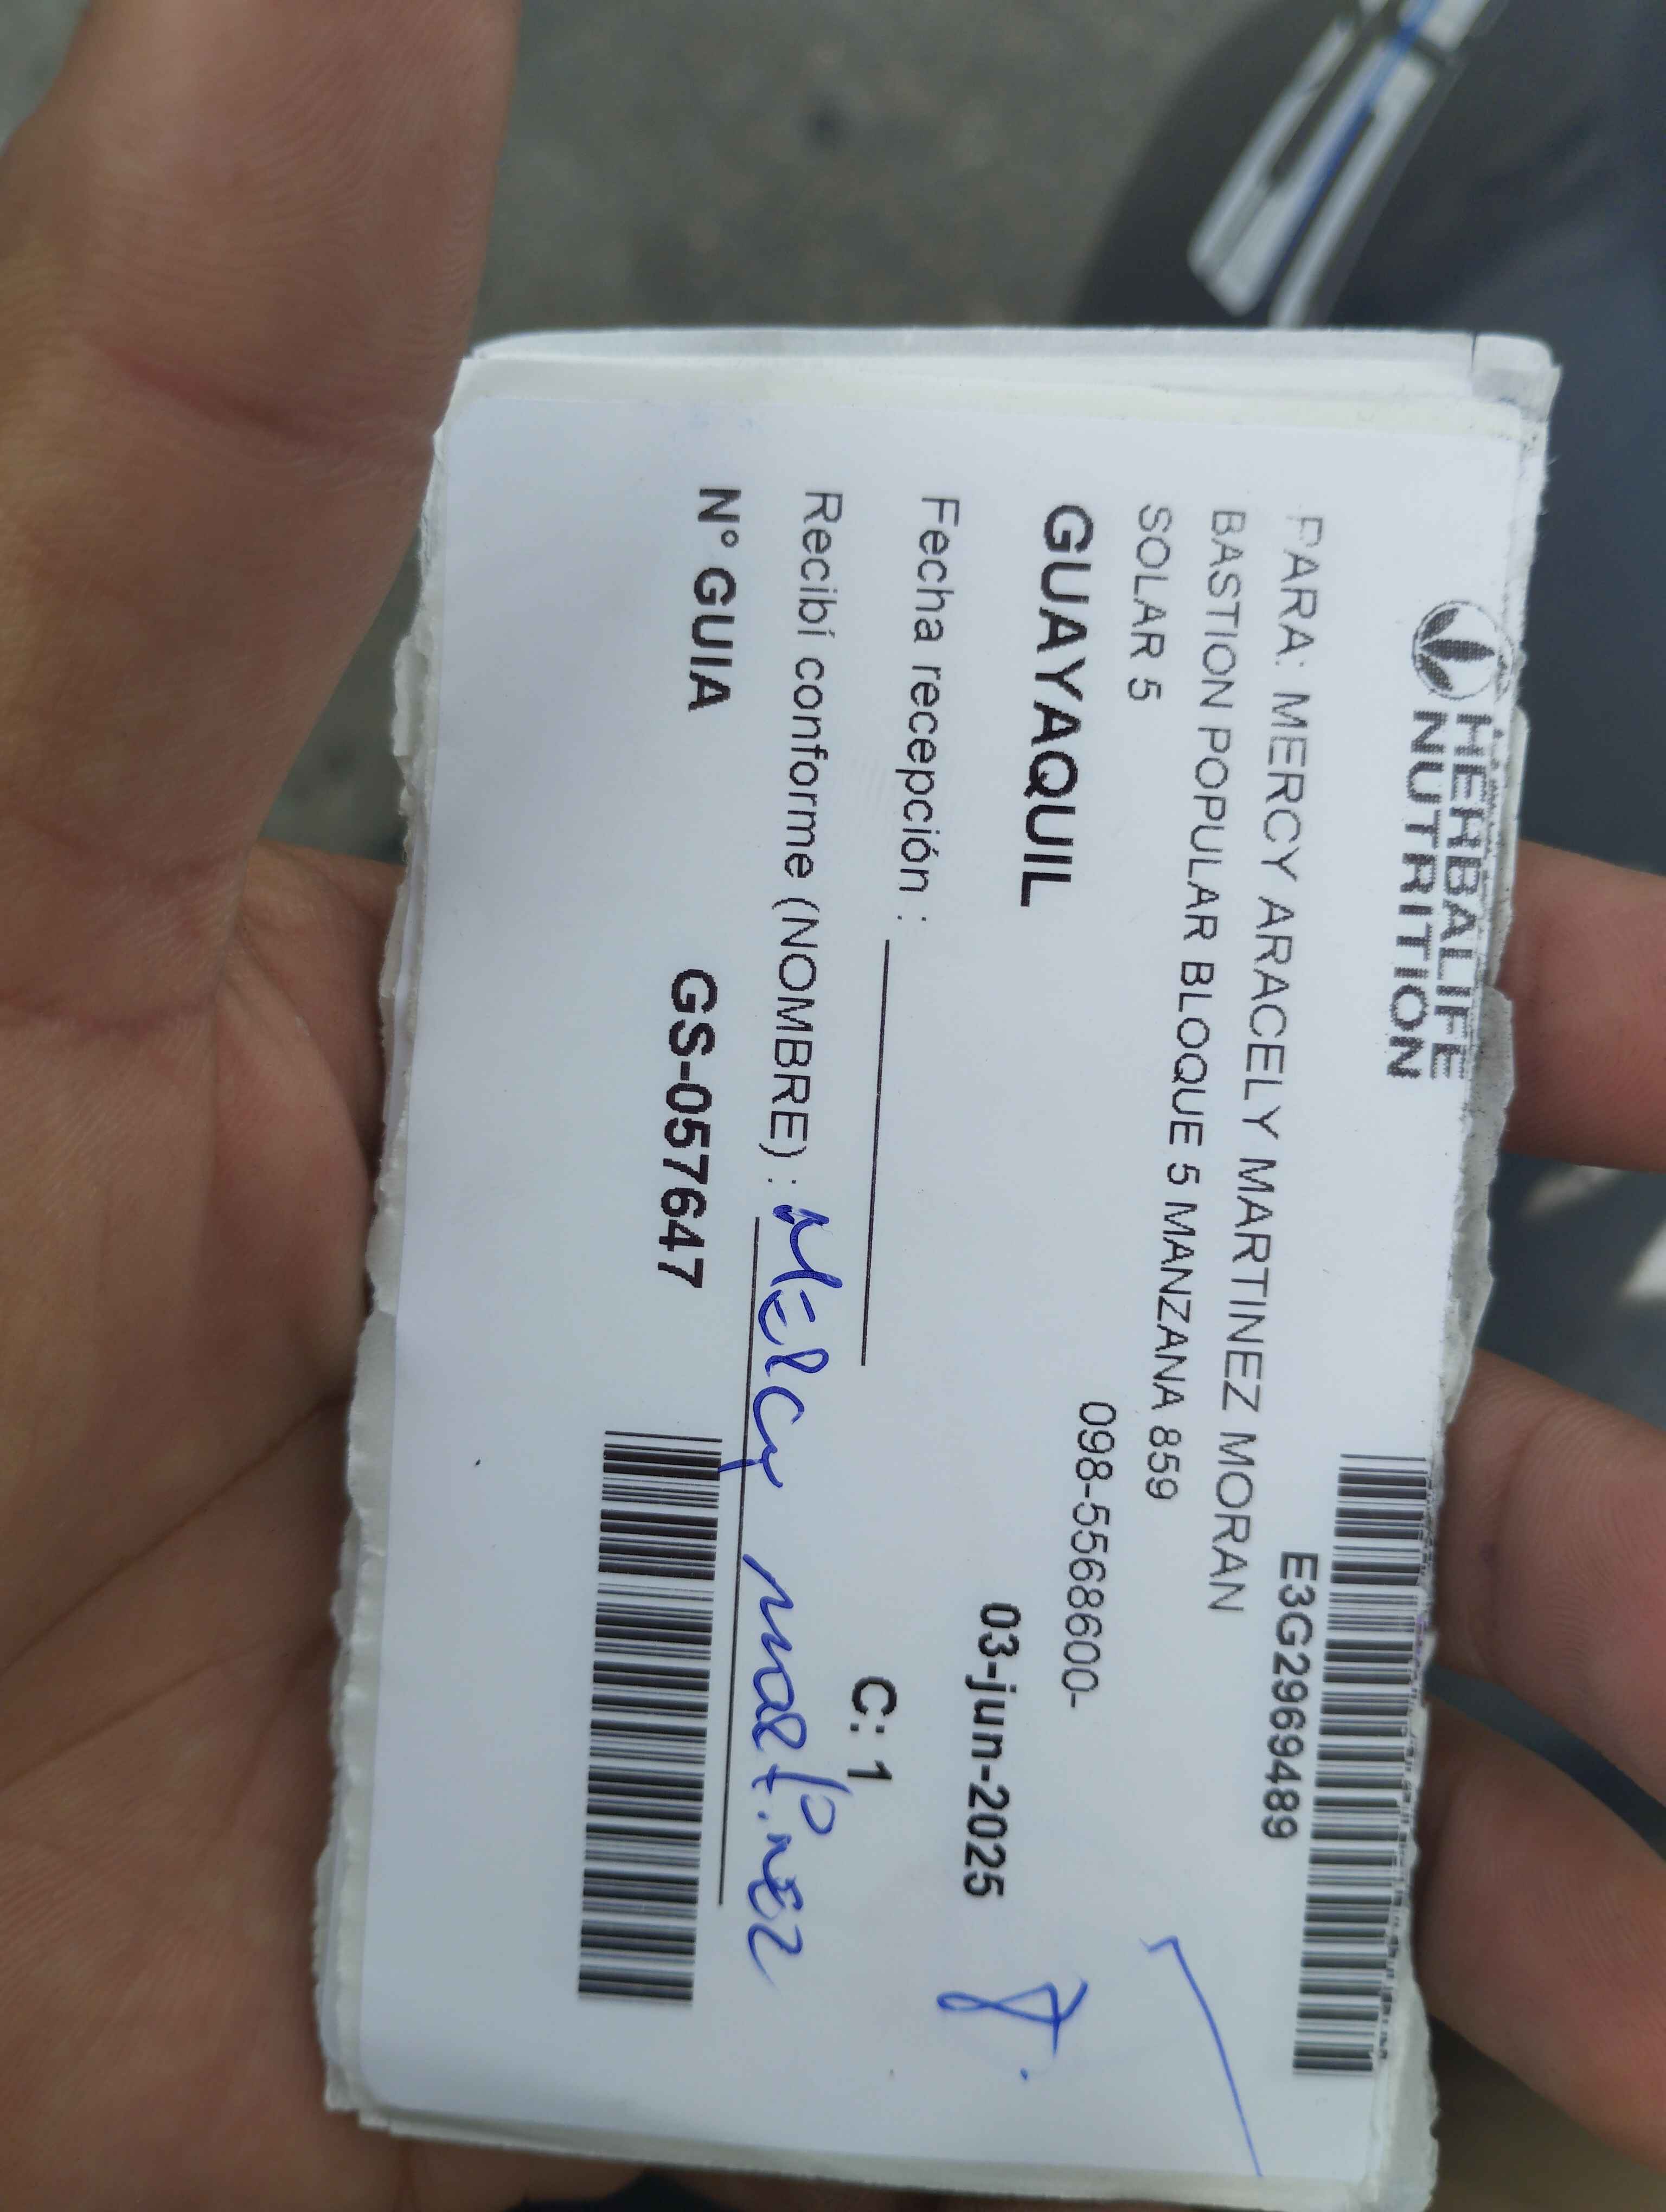 HERBALIFE
NUTRITION
E3G2969489
PARA: MERCY ARACELY MARTINEZ MORAN
BASTION POPULAR BLOQUE 5 MANZANA 859
SOLAR 5
098-5568600-
GUAYAQUIL
03-jun-2025
Fecha recepción :
C: 1
Recibí conforme (NOMBRE) : MERCY MARTINEZ
N° GUIA GS-057647